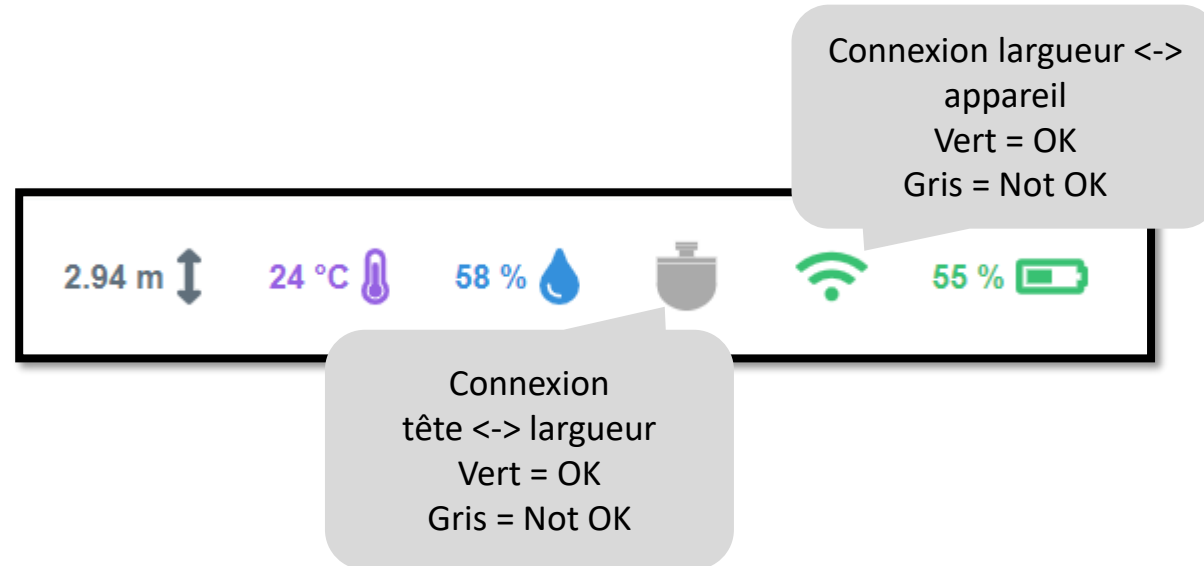 Connexion largueur <->
appareil
Vert = OK
Gris = Not OK
2.94 m 24 °C 58 % 55 %
Connexion
tête <-> largueur
Vert = OK
Gris = Not OK